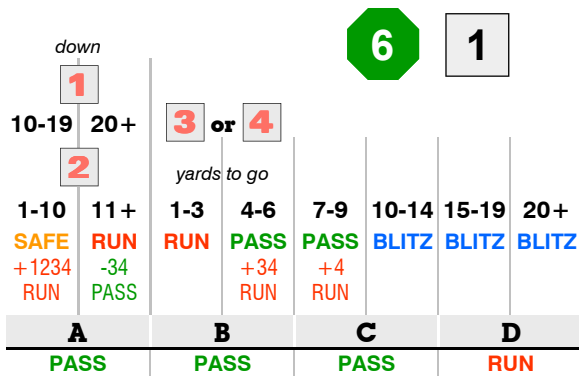 6 1
down
1
10-19 20+ 3 or 4
2 yards to go
1-10 11+ 1-3 4-6 7-9 10-14 15-19 20+
SAFE RUN RUN PASS PASS BLITZ BLITZ BLITZ
+1234 -34 +34 +4
RUN PASS RUN RUN
A B C D
PASS PASS PASS RUN